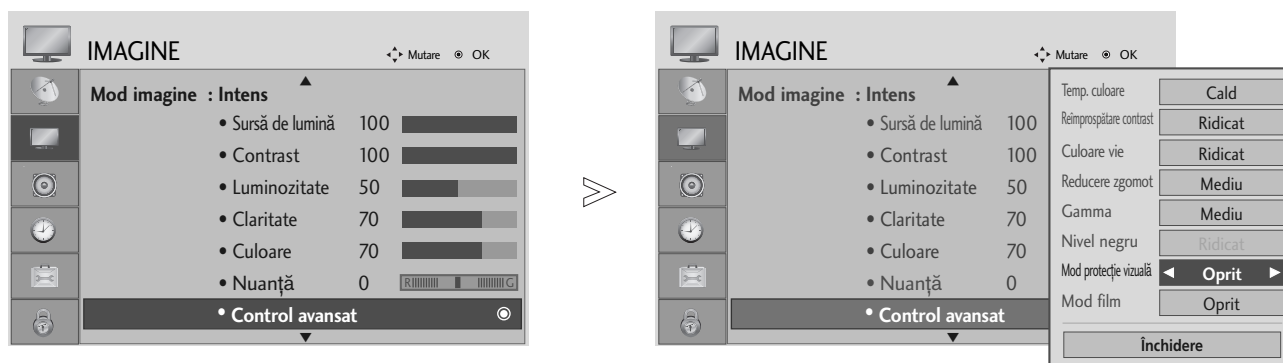 IMAGINE
Mutare OK
Mod imagine : Intens
• Sursă de lumină 100
• Contrast 100
• Luminozitate 50
• Claritate 70
• Culoare 70
• Nuanță 0 R G
• Control avansat
IMAGINE
Mutare OK
Mod imagine : Intens
• Sursă de lumină 100
• Contrast 100
• Luminozitate 50
• Claritate 70
• Culoare 70
• Nuanță 0
• Control avansat
Temp. culoare Cald
Reîmprospătare contrast Ridicat
Culoare vie Ridicat
Reducere zgomot Mediu
Gamma Mediu
Nivel negru Ridicat
Mod protecţie vizuală Oprit
Mod film Oprit
Închidere